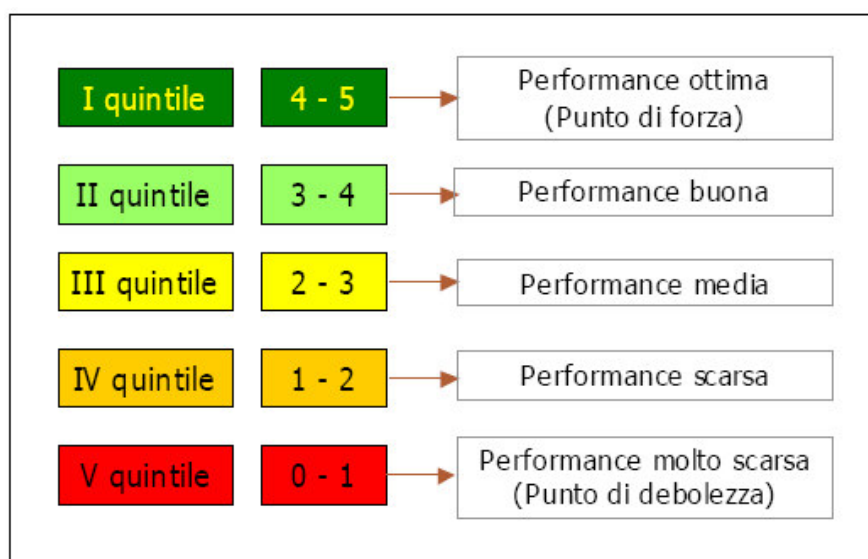 I quintile
4 - 5
Performance ottima
(Punto di forza)
II quintile
3 - 4
Performance buona
III quintile
2 - 3
Performance media
IV quintile
1 - 2
Performance scarsa
V quintile
0 - 1
Performance molto scarsa
(Punto di debolezza)